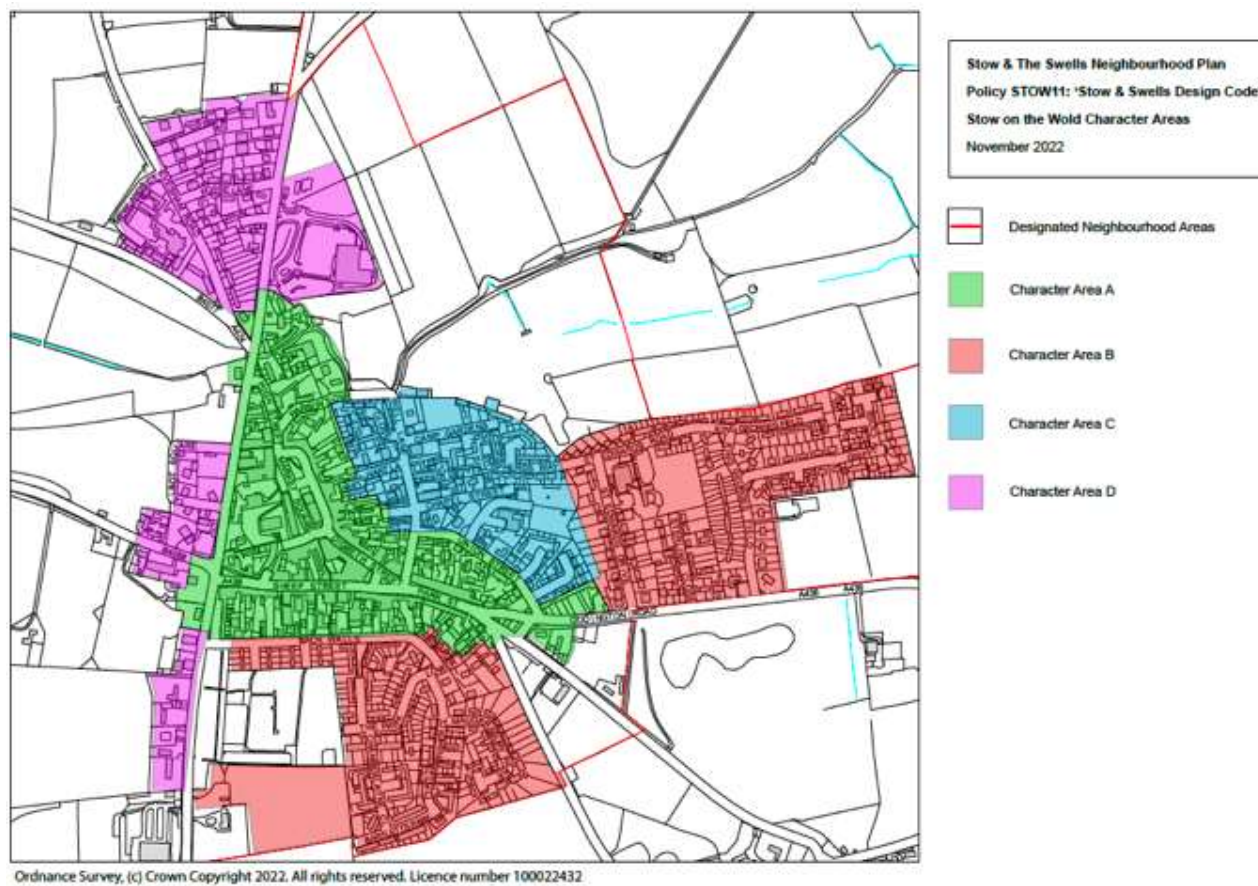 Stow & The Swells Neighbourhood Plan
Policy STOW11: 'Stow & Swells Design Code
Stow on the Wold Character Areas
November 2022
Designated Neighbourhood Areas
Character Area A
Character Area B
Character Area C
Character Area D
A436
A436
Ordnance Survey, (c) Crown Copyright 2022. All rights reserved. Licence number 100022432